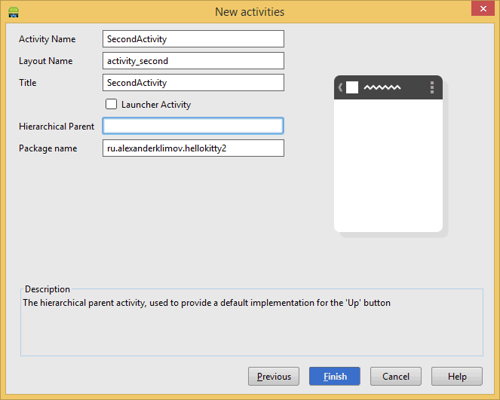 New activities
Activity Name SecondActivity
Layout Name activity_second
Title SecondActivity
Launcher Activity
Hierarchical Parent
Package name ru.alexanderklimov.hellokitty2
Description
The hierarchical parent activity, used to provide a default implementation for the 'Up' button
Previous Finish Cancel Help